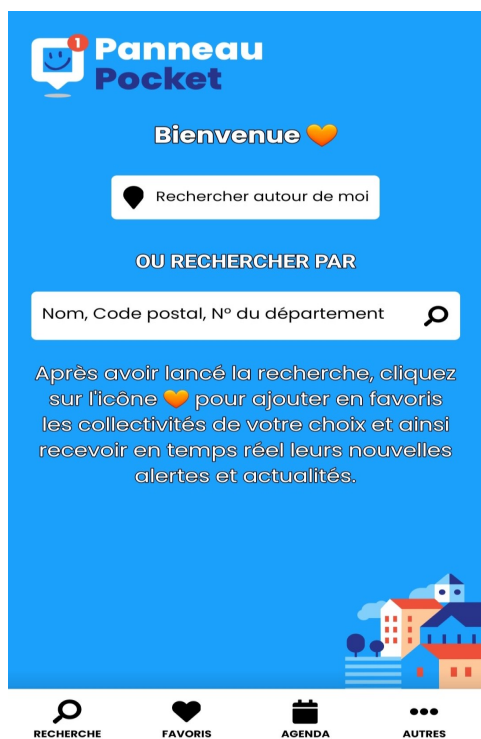 1
Panneau
Pocket
Bienvenue 🧡
Rechercher autour de moi
OU RECHERCHER PAR
Nom, Code postal, N° du département
Après avoir lancé la recherche, cliquez
sur l'icône 🧡 pour ajouter en favoris
les collectivités de votre choix et ainsi
recevoir en temps réel leurs nouvelles
alertes et actualités.
RECHERCHE FAVORIS AGENDA AUTRES